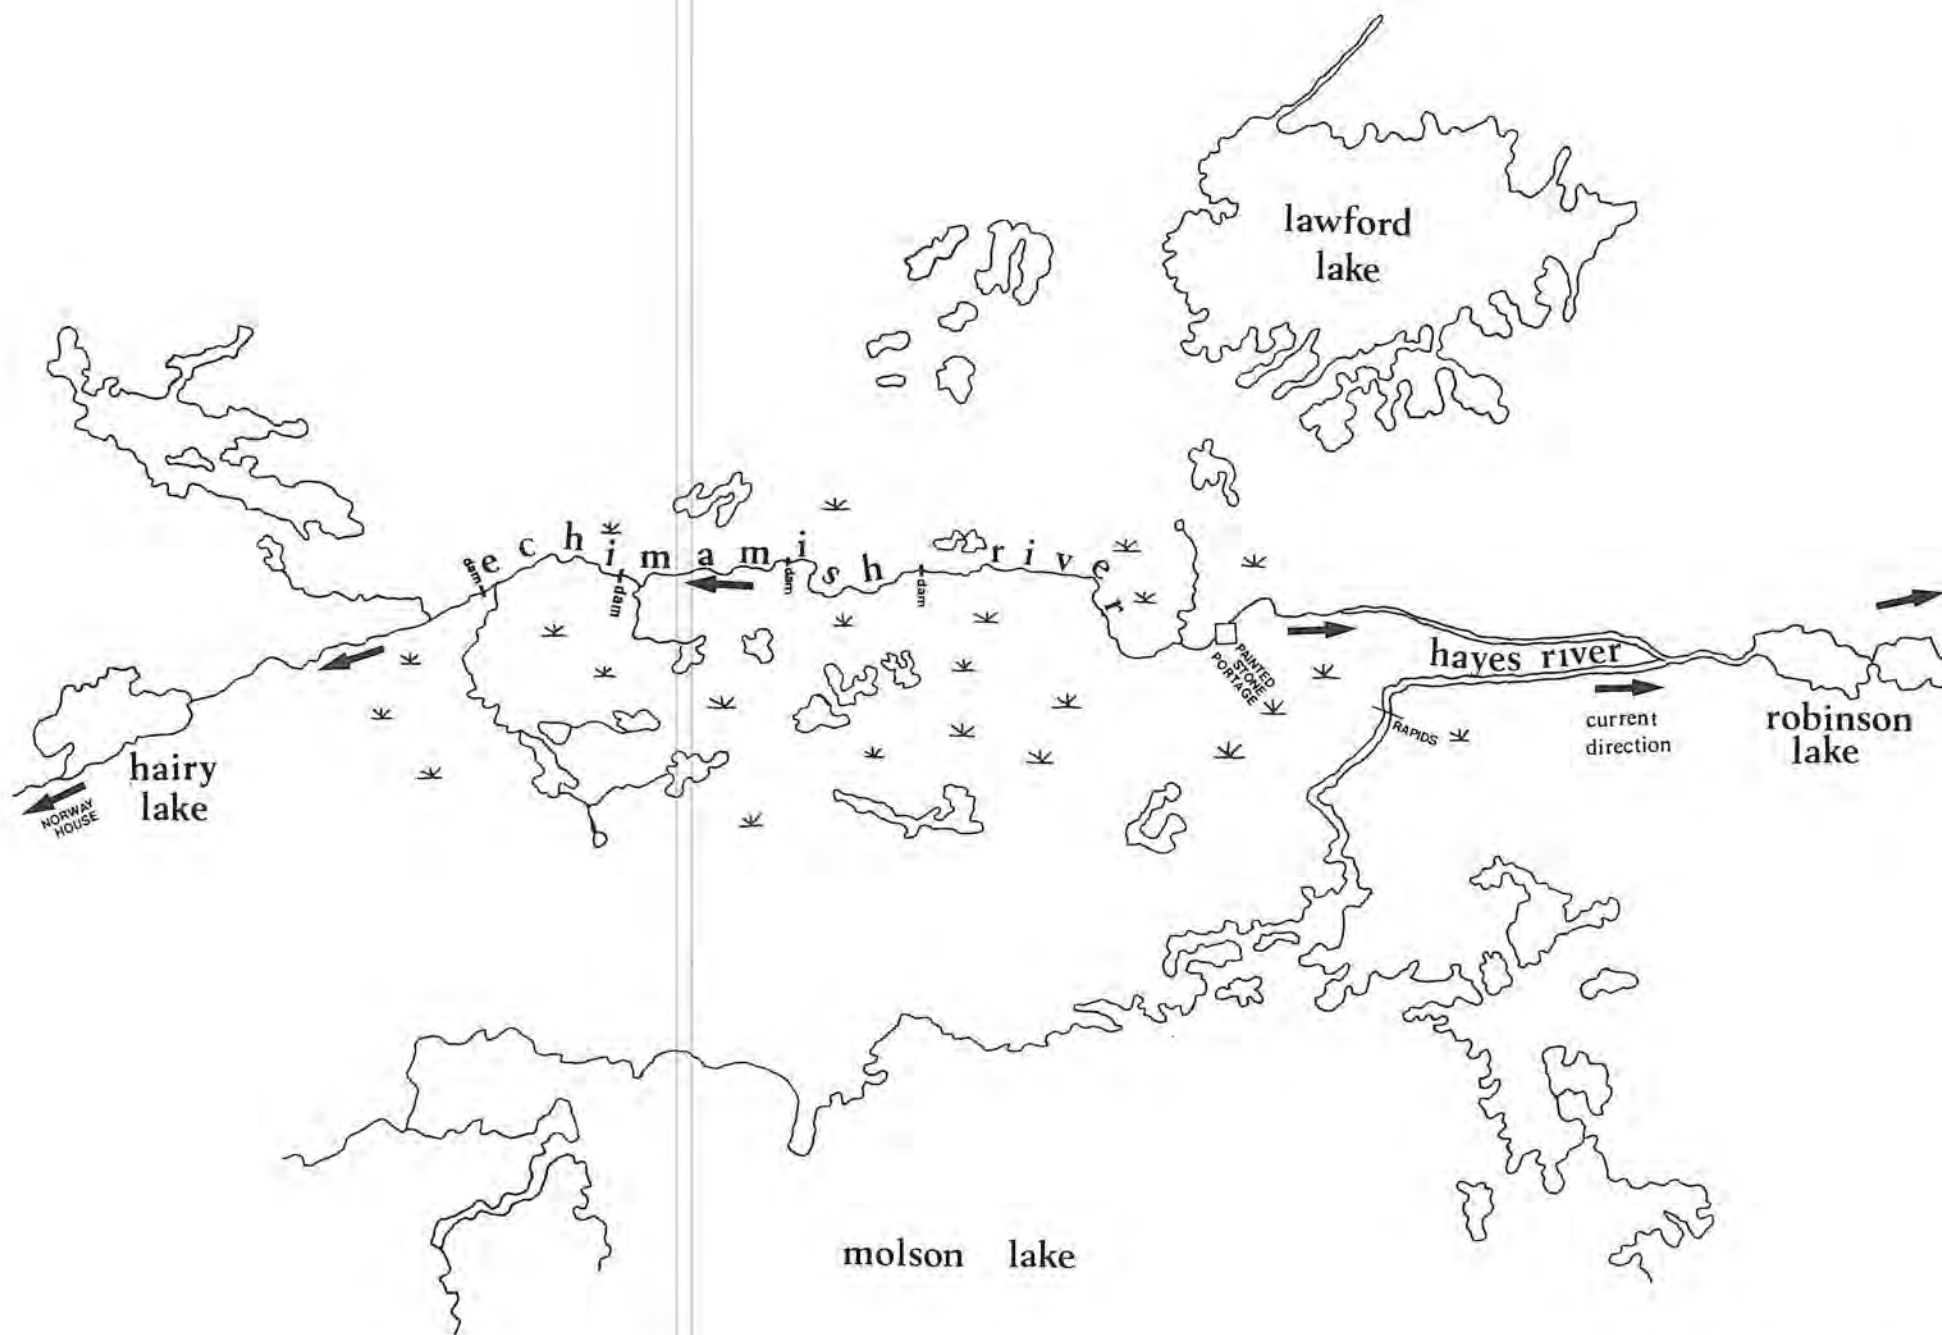 lawford
lake
echimamish river
dam
dam
dam
dam
PAINTED
STONE
PORTAGE
hayes river
current
direction
RAPIDS
robinson
lake
hairy
lake
NORWAY
HOUSE
molson lake